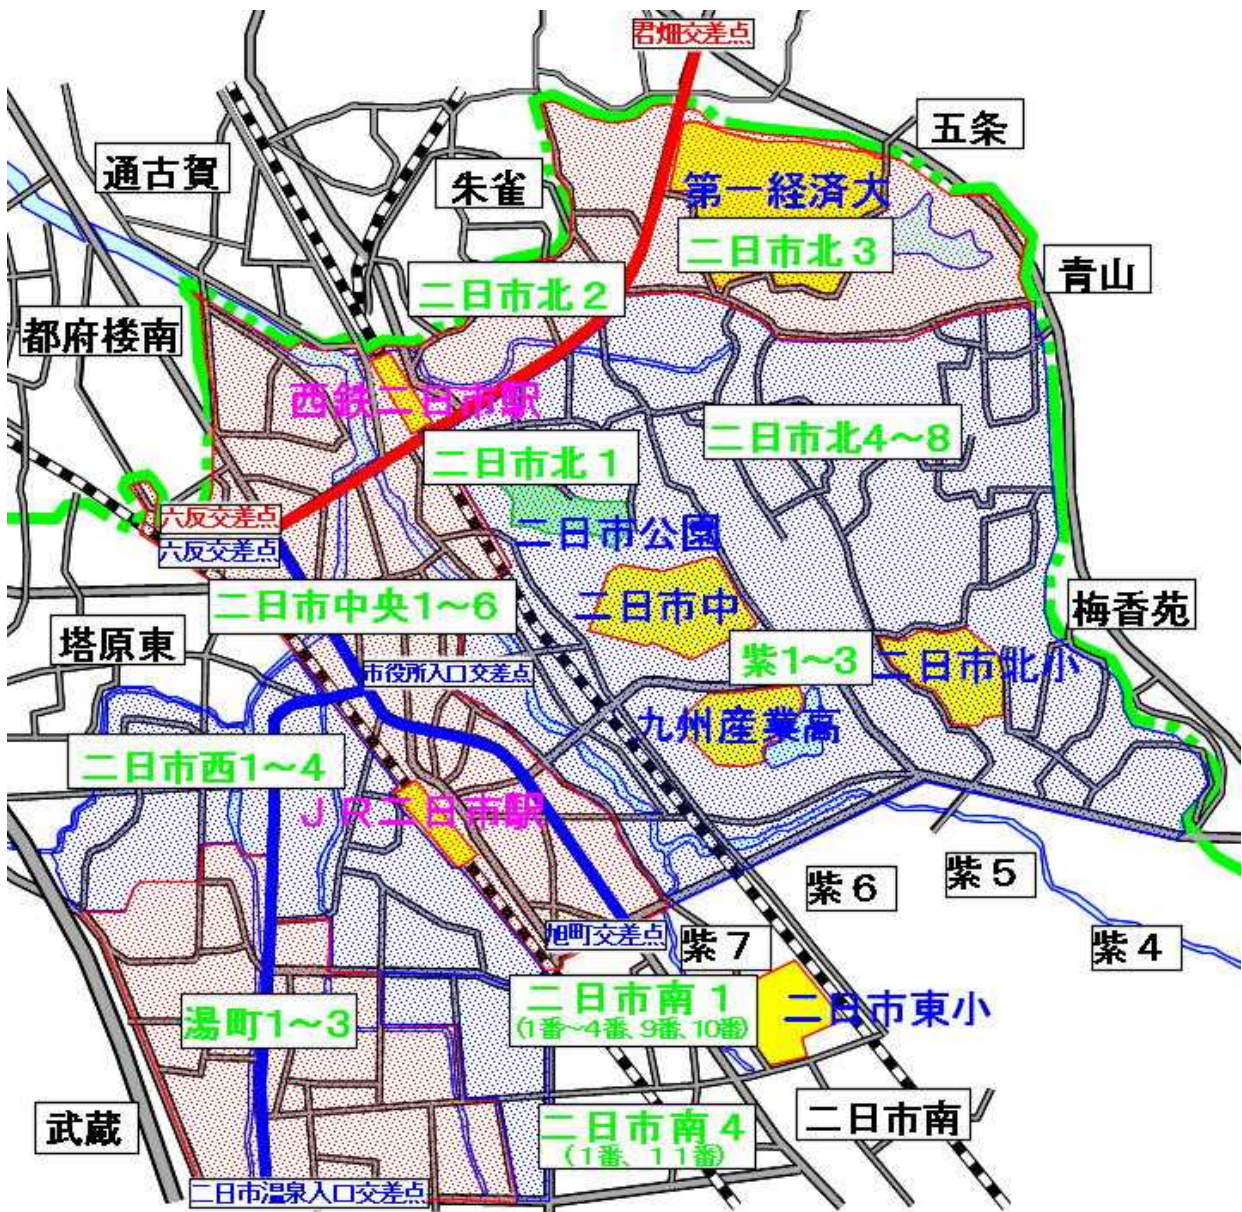 君畑交差点
五条
通古賀
朱雀
第一経済大
二日市北3
青山
二日市北2
都府楼南
西鉄二日市駅
二日市北4~8
二日市北1
六反交差点
二日市公園
六反交差点
二日市中央1~6
二日市中
梅香苑
塔原東
紫1~3
二日市北小
市役所入口交差点
九州産業高
二日市西1~4
JR二日市駅
紫6
紫5
旭町交差点
紫7
紫4
二日市南1
(1番~4番、9番、10番)
湯町1~3
二日市東小
武蔵
二日市南4
(1番、11番)
二日市南
二日市温泉入口交差点